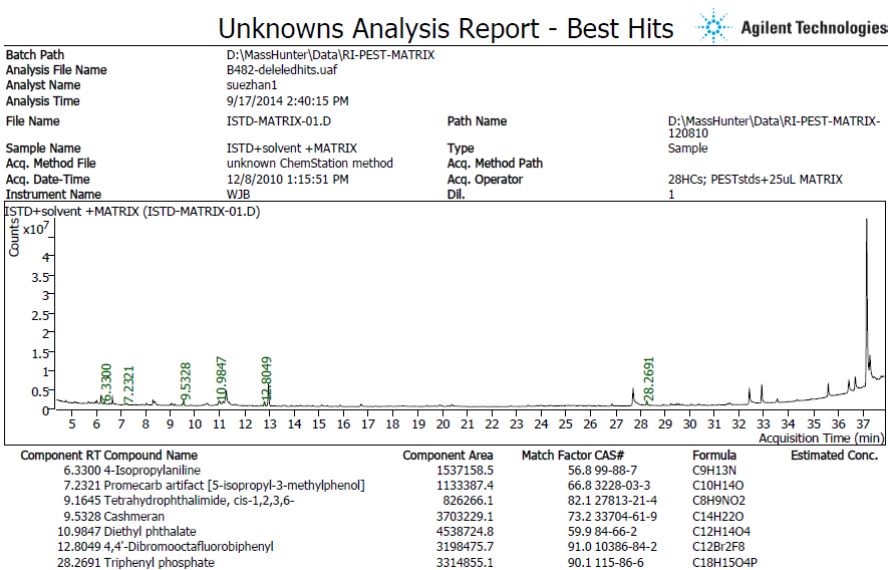 Unknowns Analysis Report - Best Hits Agilent Technologies
Batch Path D:\MassHunter\Data\RI-PEST-MATRIX
Analysis File Name B482-deleledhits.uaf
Analyst Name suezhan1
Analysis Time 9/17/2014 2:40:15 PM
File Name ISTD-MATRIX-01.D Path Name D:\MassHunter\Data\RI-PEST-MATRIX-
120810
Sample Name ISTD+solvent +MATRIX Type Sample
Acq. Method File unknown ChemStation method Acq. Method Path
Acq. Date-Time 12/8/2010 1:15:51 PM Acq. Operator 28HCs; PESTstds+25uL MATRIX
Instrument Name WJB Dil. 1
ISTD+solvent +MATRIX (ISTD-MATRIX-01.D)
Counts
x10⁷
4
3.5
3
2.5
2
1.5
1
0.5
0
6.3300 7.2321 9.5328 10.9847 12.8049 28.2691
5 6 7 8 9 10 11 12 13 14 15 16 17 18 19 20 21 22 23 24 25 26 27 28 29 30 31 32 33 34 35 36 37
Acquisition Time (min)
Component RT Compound Name Component Area Match Factor CAS# Formula Estimated Conc.
6.3300 4-Isopropylaniline 1537158.5 56.8 99-88-7 C9H13N
7.2321 Promecarb artifact [5-isopropyl-3-methylphenol] 1133387.4 66.8 3228-03-3 C10H14O
9.1645 Tetrahydrophthalimide, cis-1,2,3,6- 826266.1 82.1 27813-21-4 C8H9NO2
9.5328 Cashmeran 3703229.1 73.2 33704-61-9 C14H22O
10.9847 Diethyl phthalate 4538724.8 59.9 84-66-2 C12H14O4
12.8049 4,4'-Dibromooctafluorobiphenyl 3198475.7 91.0 10386-84-2 C12Br2F8
28.2691 Triphenyl phosphate 3314855.1 90.1 115-86-6 C18H15O4P